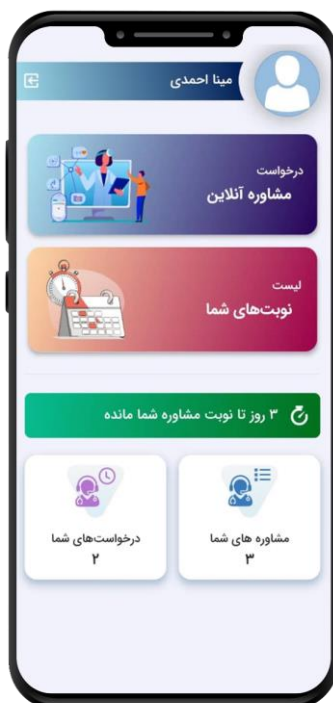 مینا احمدی
درخواست
مشاوره آنلاین
لیست
نوبت‌های شما
۳ روز تا نوبت مشاوره شما مانده
مشاوره های شما
۳
درخواست‌های شما
۲